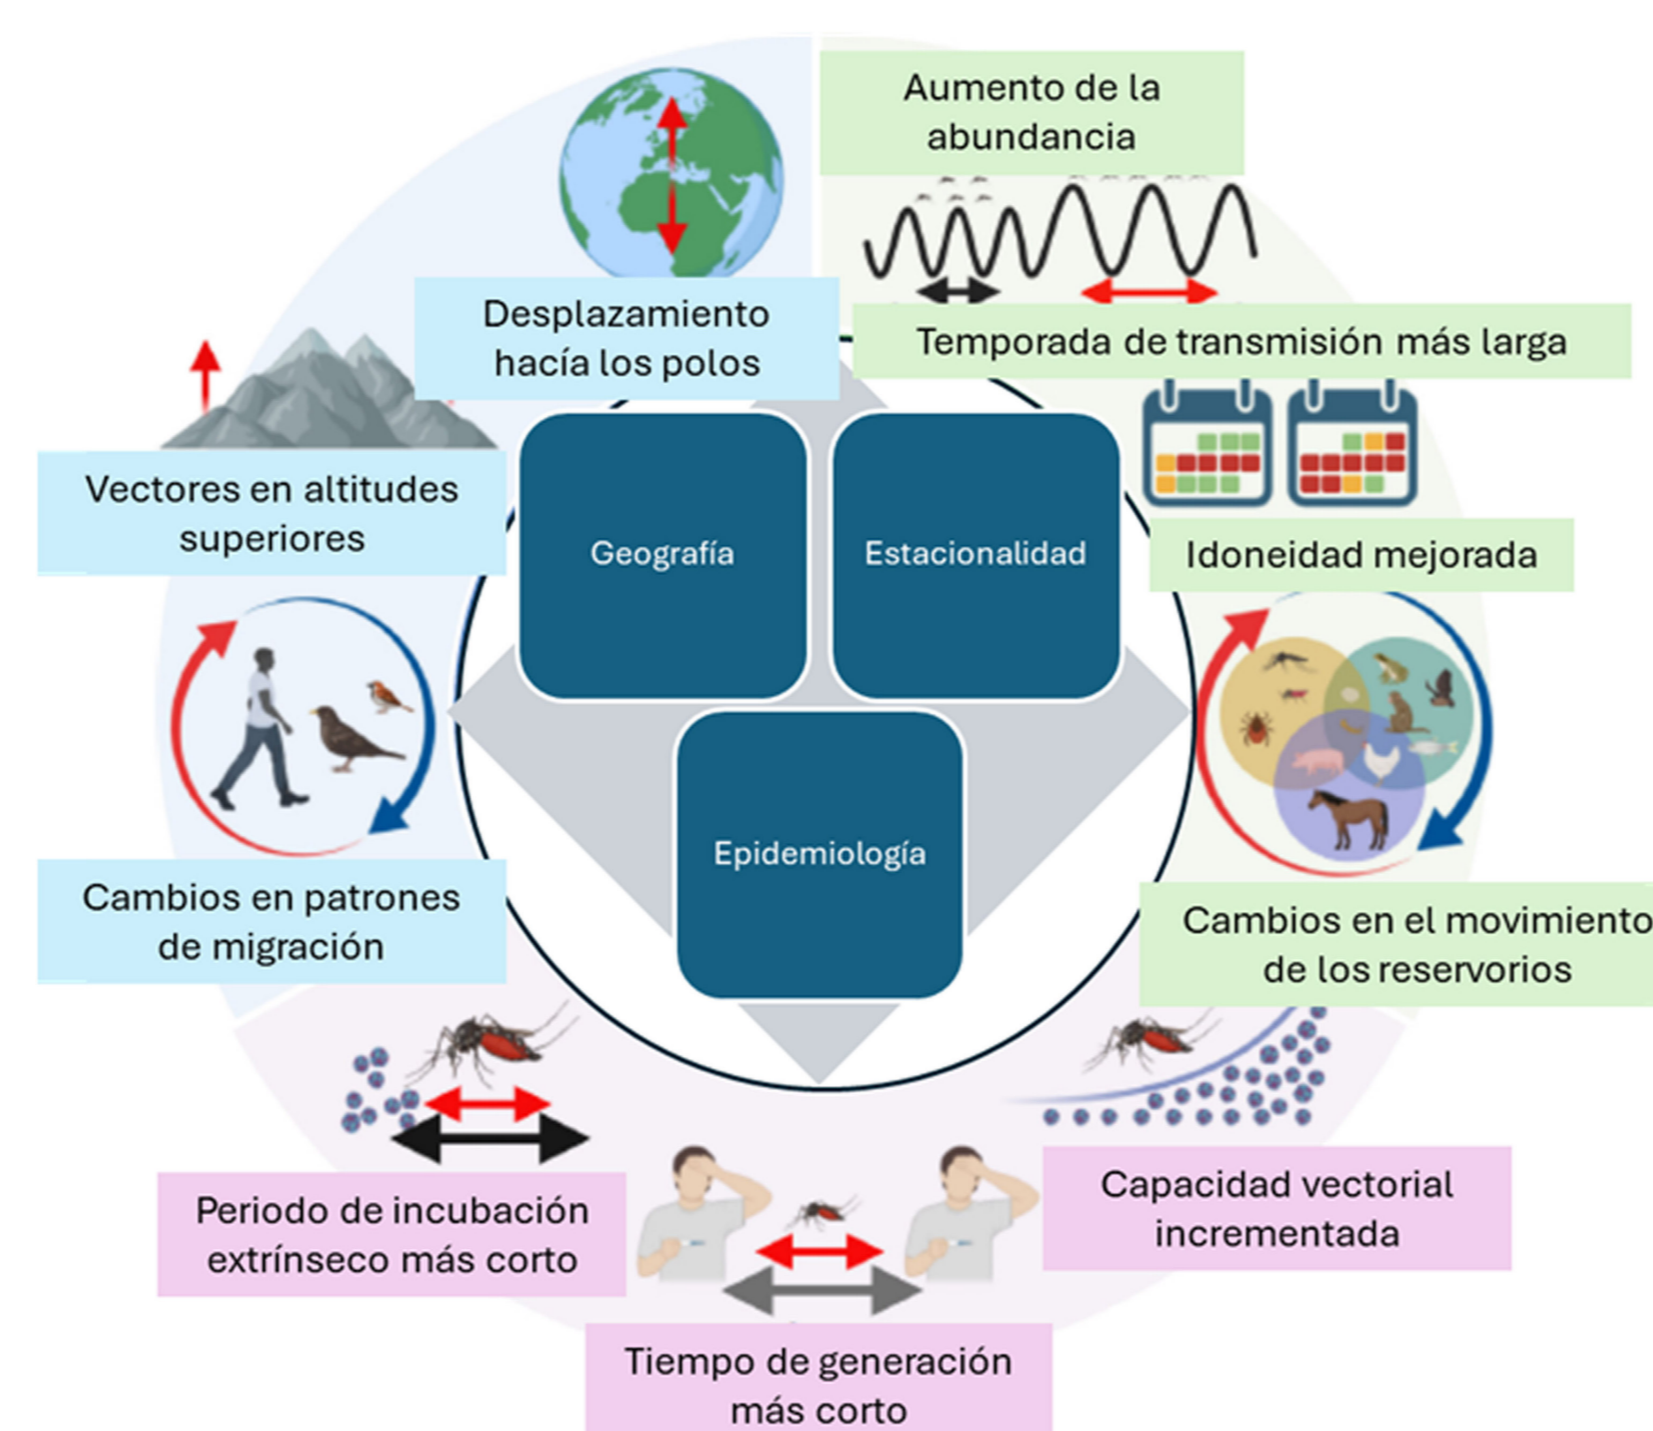 Aumento de la
abundancia
Desplazamiento
hacía los polos
Temporada de transmisión más larga
Vectores en altitudes
superiores
Geografía
Estacionalidad
Idoneidad mejorada
Epidemiología
Cambios en patrones
de migración
Cambios en el movimiento
de los reservorios
Periodo de incubación
extrínseco más corto
Capacidad vectorial
incrementada
Tiempo de generación
más corto